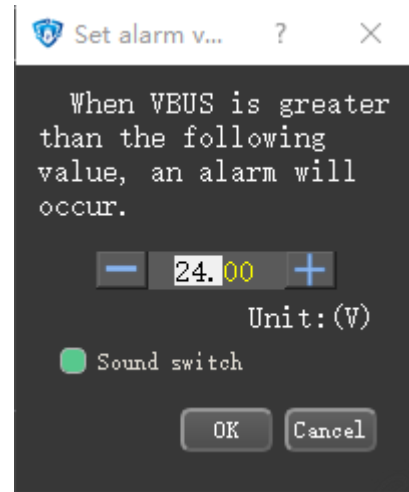 Set alarm v... ?
When VBUS is greater
than the following
value, an alarm will
occur.
24.00
Unit:(V)
Sound switch
OK Cancel